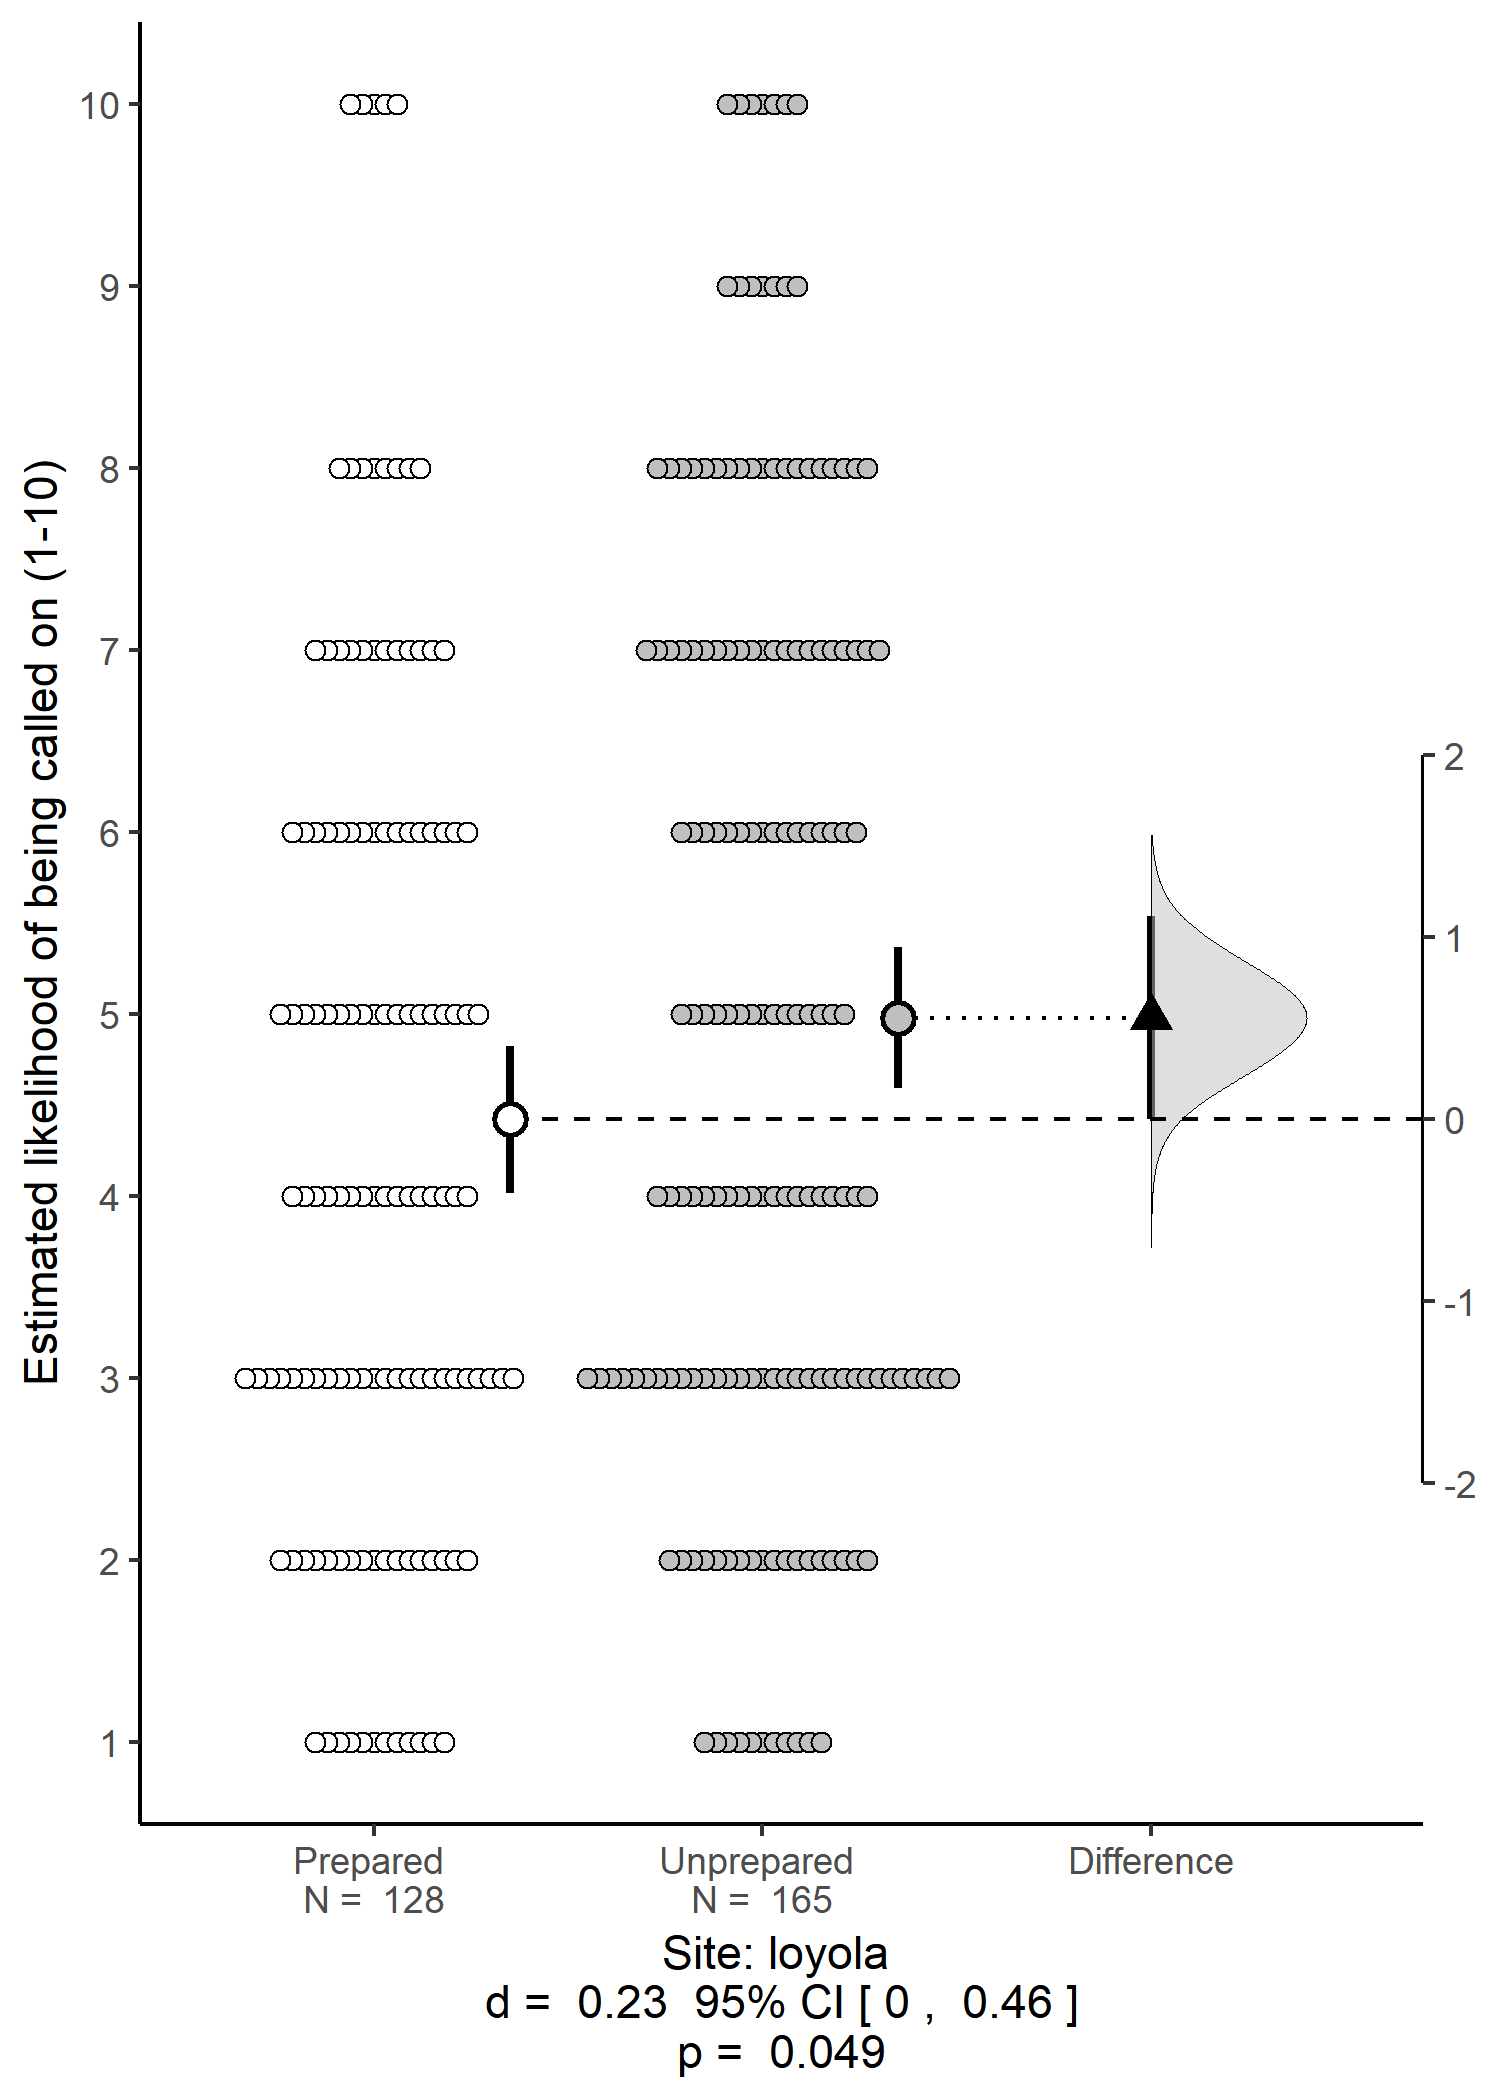 Estimated likelihood of being called on (1-10)
10
9
8
7
6
5
4
3
2
1
2
1
0
-1
-2
Prepared
N =  128
Unprepared
N =  165
Difference
Site: loyola
d =  0.23  95% CI [ 0 ,  0.46 ]
p =  0.049